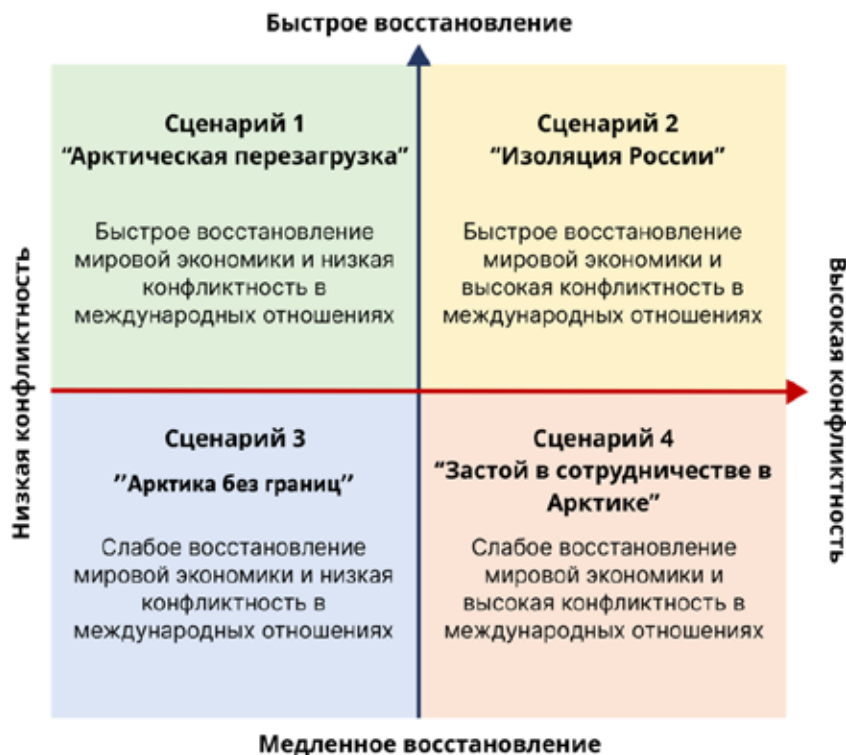 Быстрое восстановление
Сценарий 1
“Арктическая перезагрузка”
Быстрое восстановление
мировой экономики и низкая
конфликтность в
международных отношениях
Сценарий 2
“Изоляция России”
Быстрое восстановление
мировой экономики и
высокая конфликтность в
международных отношениях
Низкая конфликтность
Высокая конфликтность
Сценарий 3
”Арктика без границ”
Слабое восстановление
мировой экономики и низкая
конфликтность в
международных отношениях
Сценарий 4
“Застой в сотрудничестве в
Арктике”
Слабое восстановление
мировой экономики и
высокая конфликтность в
международных отношениях
Медленное восстановление